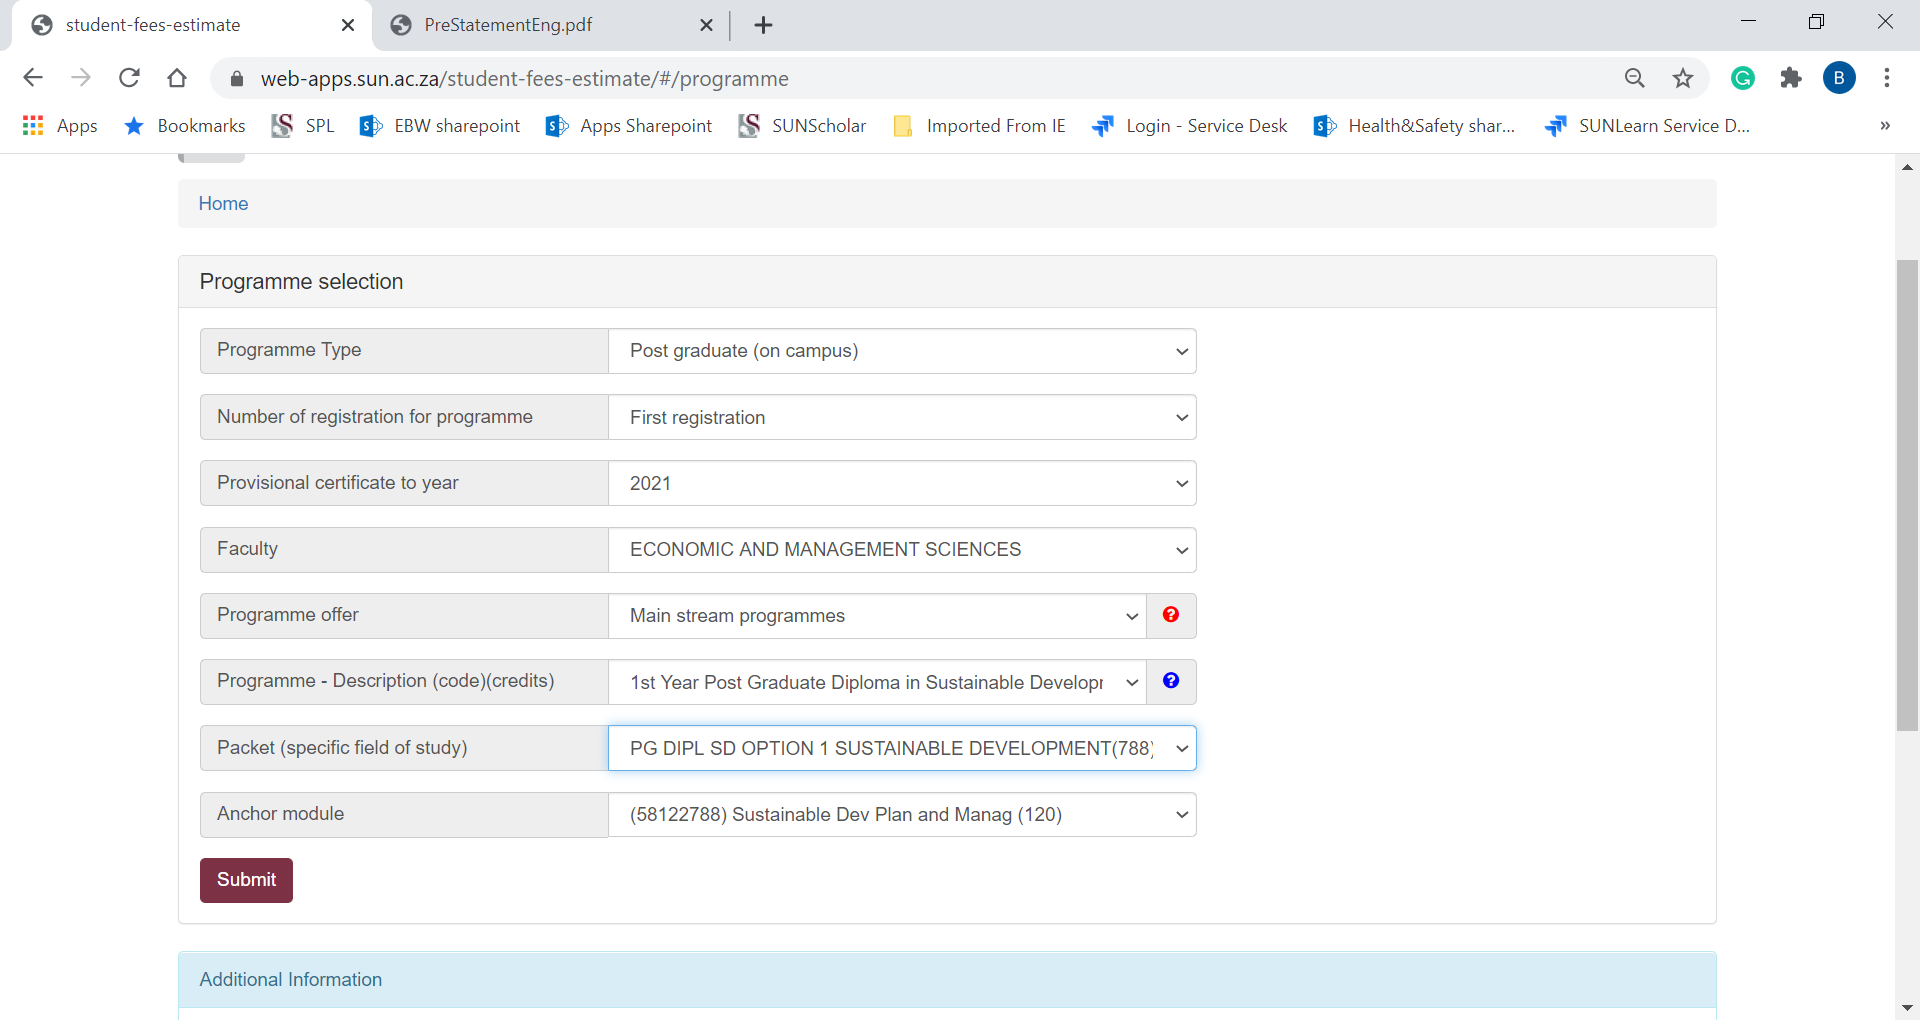 student-fees-estimate
PreStatementEng.pdf
web-apps.sun.ac.za/student-fees-estimate/#/programme
B
Apps
Bookmarks
SPL
EBW sharepoint
Apps Sharepoint
SUNScholar
Imported From IE
Login - Service Desk
Health&Safety shar...
SUNLearn Service D...
»
Home
Programme selection
Programme Type Post graduate (on campus)
Number of registration for programme First registration
Provisional certificate to year 2021
Faculty ECONOMIC AND MANAGEMENT SCIENCES
Programme offer Main stream programmes
Programme - Description (code)(credits) 1st Year Post Graduate Diploma in Sustainable
Packet (specific field of study) PG DIPL SD OPTION 1 SUSTAINABLE DEVELOPMENT(788)
Anchor module (58122788) Sustainable Dev Plan and Manag (120)
Submit
Additional Information